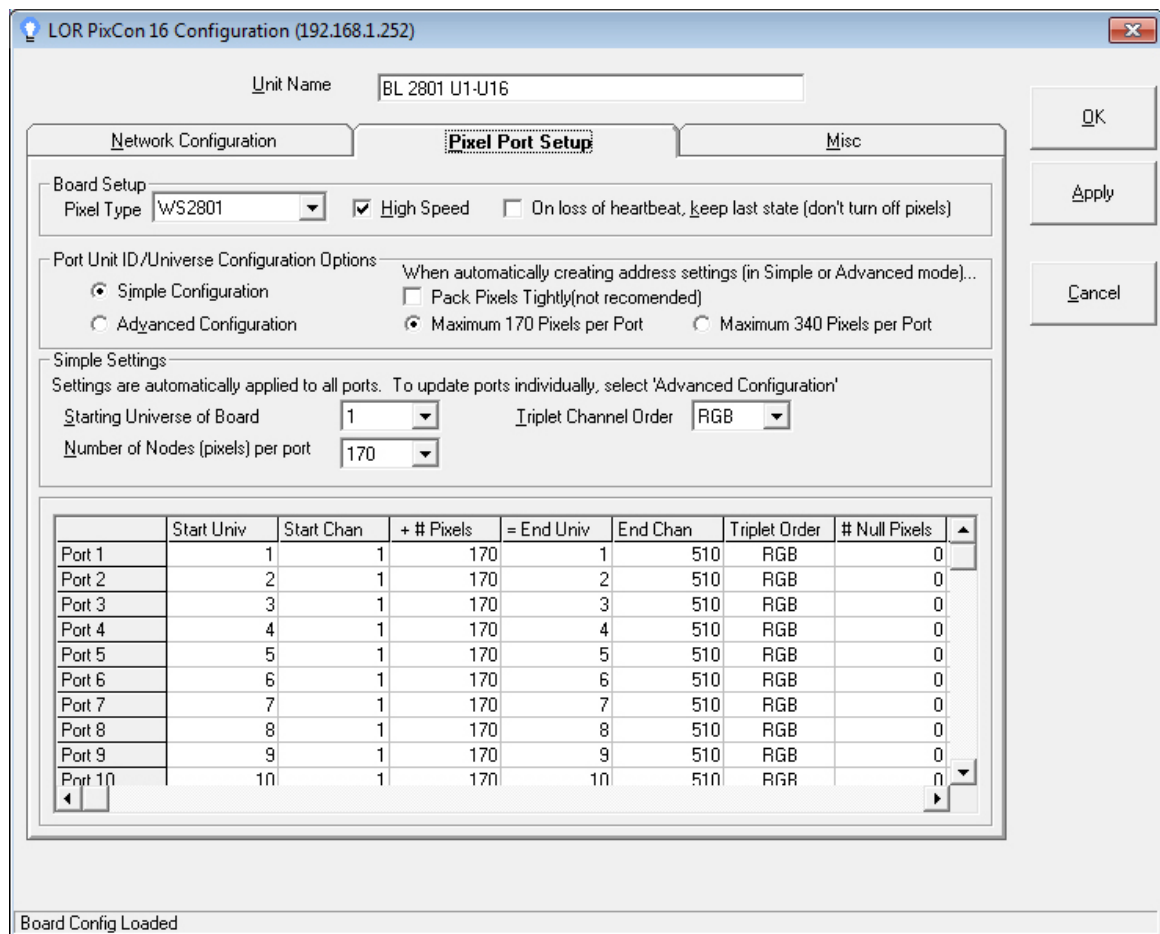 LOR PixCon 16 Configuration (192.168.1.252)
Unit Name BL 2801 U1-U16
OK
Apply
Cancel
Network Configuration Pixel Port Setup Misc
Board Setup
Pixel Type WS2801 High Speed On loss of heartbeat, keep last state (don't turn off pixels)
Port Unit ID/Universe Configuration Options
When automatically creating address settings (in Simple or Advanced mode)...
Simple Configuration Pack Pixels Tightly(not recomended)
Advanced Configuration Maximum 170 Pixels per Port Maximum 340 Pixels per Port
Simple Settings
Settings are automatically applied to all ports. To update ports individually, select 'Advanced Configuration'
Starting Universe of Board 1 Triplet Channel Order RGB
Number of Nodes (pixels) per port 170
Start Univ Start Chan + # Pixels = End Univ End Chan Triplet Order # Null Pixels
Port 1 1 1 170 1 510 RGB 0
Port 2 2 1 170 2 510 RGB 0
Port 3 3 1 170 3 510 RGB 0
Port 4 4 1 170 4 510 RGB 0
Port 5 5 1 170 5 510 RGB 0
Port 6 6 1 170 6 510 RGB 0
Port 7 7 1 170 7 510 RGB 0
Port 8 8 1 170 8 510 RGB 0
Port 9 9 1 170 9 510 RGB 0
Port 10 10 1 170 10 510 RGB 0
Board Config Loaded